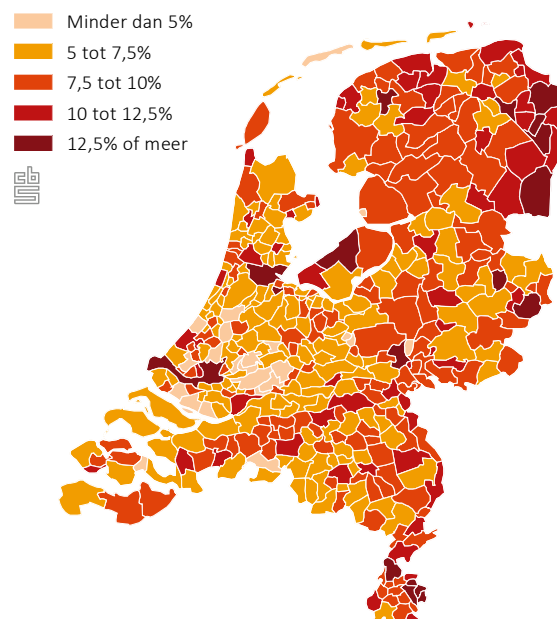 Minder dan 5%
5 tot 7,5%
7,5 tot 10%
10 tot 12,5%
12,5% of meer
cbs